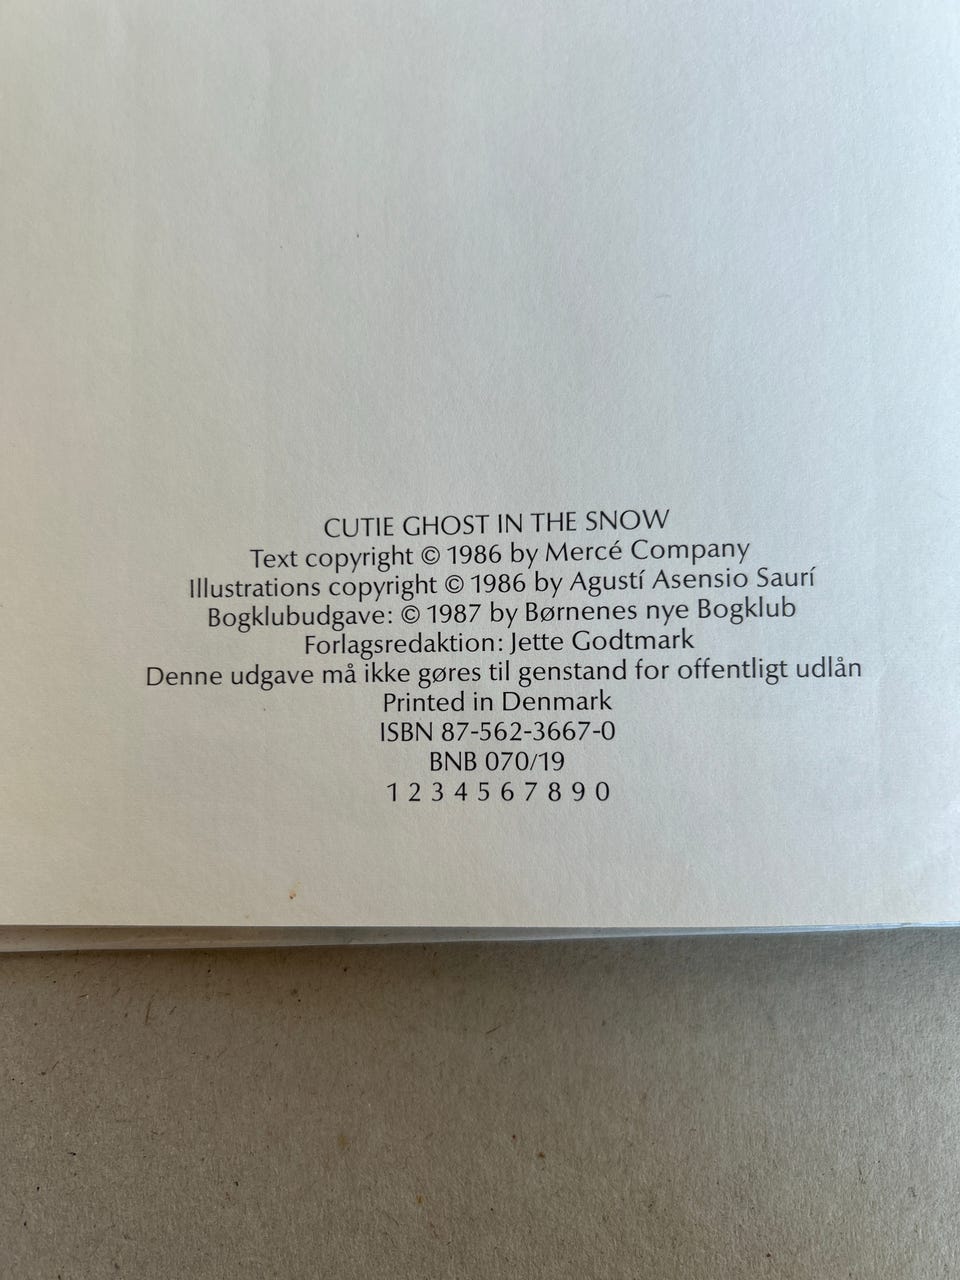 CUTIE GHOST IN THE SNOW
Text copyright © 1986 by Mercé Company
Illustrations copyright © 1986 by Agustí Asensio Saurí
Bogklubudgave: © 1987 by Børnenes nye Bogklub
Forlagsredaktion: Jette Godtmark
Denne udgave må ikke gøres til genstand for offentligt udlån
Printed in Denmark
ISBN 87-562-3667-0
BNB 070/19
1 2 3 4 5 6 7 8 9 0